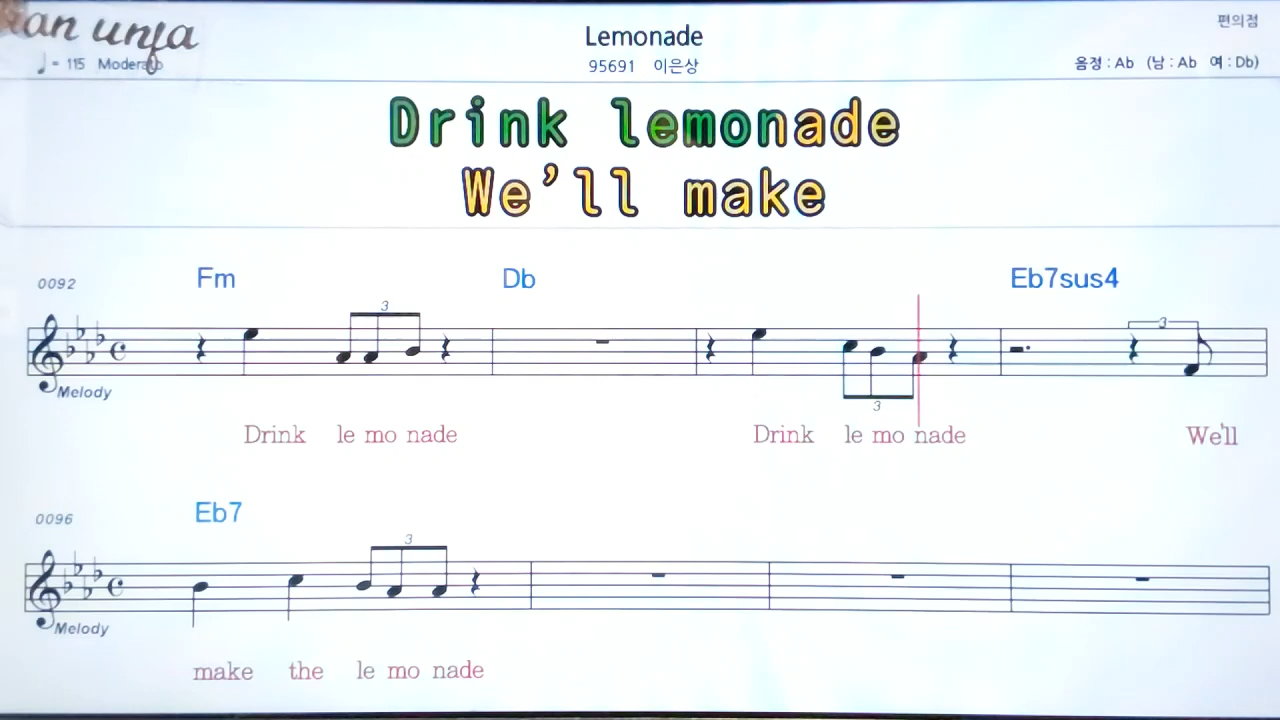 an unfa
Lemonade
편의점
♩= 115 Moderato
95691 이은상
음정 : Ab (남 : Ab 여 : Db)
Drink lemonade
We'll make
0092 Fm Db Eb7sus4
3 3
Melody
3
Drink le mo nade Drink le mo nade We'll
0096 Eb7
3
Melody
make the le mo nade